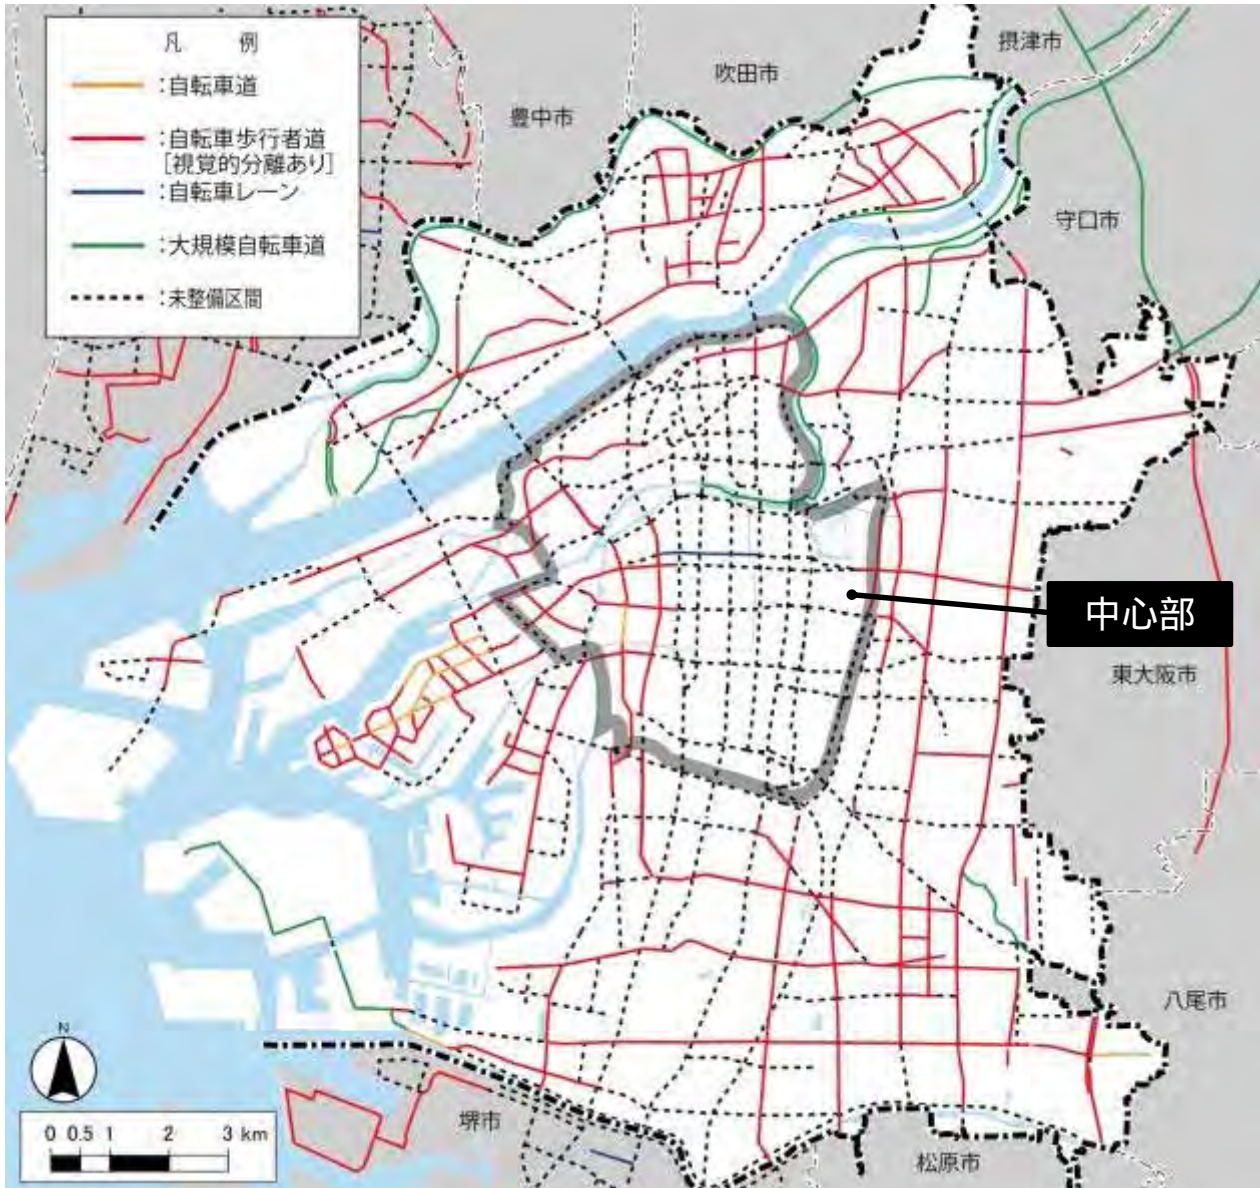 凡 例
:自転車道
:自転車歩行者道
[視覚的分離あり]
:自転車レーン
:大規模自転車道
:未整備区間
摂津市
吹田市
豊中市
守口市
中心部
東大阪市
八尾市
堺市
松原市
N
0 0.5 1 2 3 km